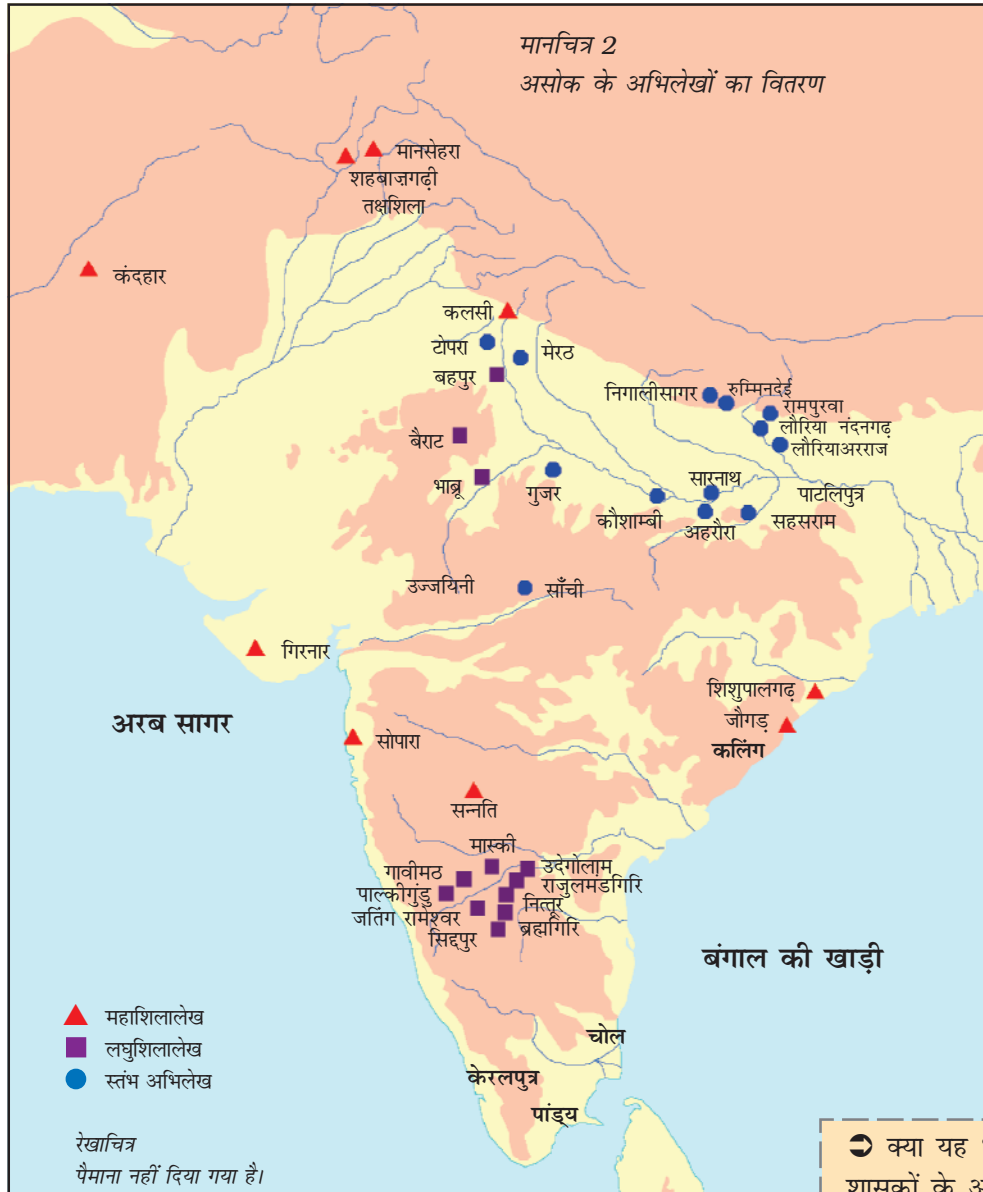 मानचित्र 2
असोक के अभिलेखों का वितरण
मानसेहरा
शहबाज़गढ़ी
तक्षशिला
कंदहार
कलसी
टोपरा
मेरठ
बहपुर
निगालीसागर
रुम्मिनदेई
रामपुरवा
लौरिया नंदनगढ़
लौरियाअरराज
बैराट
भाब्रू
गुजर
सारनाथ
पाटलिपुत्र
कौशाम्बी
अहरौरा
सहसराम
उज्जयिनी
साँची
गिरनार
शिशुपालगढ़
जौगड़
कलिंग
अरब सागर
सोपारा
सन्नति
मास्की
उदेगोलाम
गावीमठ
राजुलमंडगिरि
पाल्कीगुंडु
नित्तूर
जतिंग रामेश्वर
ब्रह्मगिरि
सिद्दपुर
बंगाल की खाड़ी
महाशिलालेख
लघुशिलालेख
स्तंभ अभिलेख
चोल
केरलपुत्र
पांड्य
रेखाचित्र
पैमाना नहीं दिया गया है।
➲ क्या यह
शासकों के अ